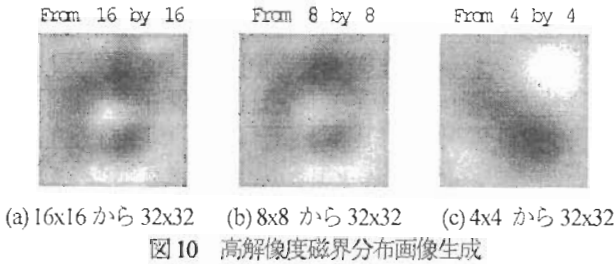 From 16 by 16 From 8 by 8 From 4 by 4
(a) 16x16 から 32x32 (b) 8x8 から 32x32 (c) 4x4 から 32x32
図 10 高解像度磁界分布画像生成